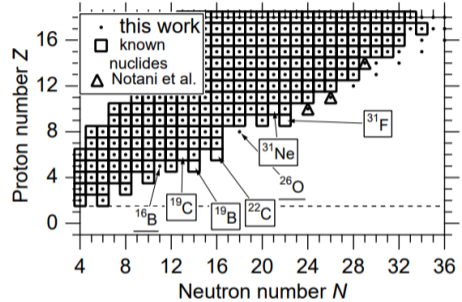 this work
known
nuclides
Notani et al.
Proton number Z
16
12
8
4
0
³¹F
³¹Ne
²⁶O
¹⁶B
¹⁹C
¹⁹B
²²C
4 8 12 16 20 24 28 32 36
Neutron number N